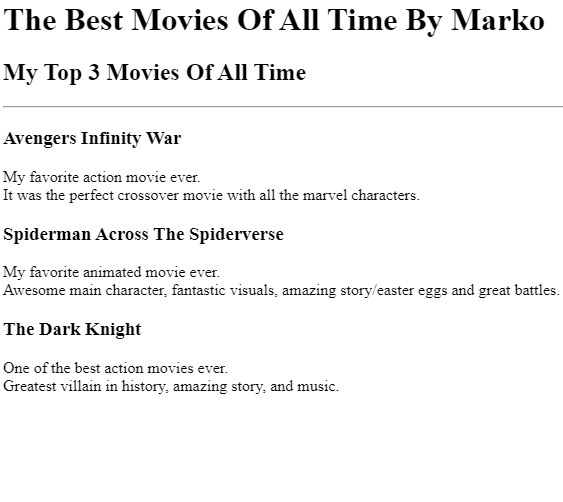 The Best Movies Of All Time By Marko
My Top 3 Movies Of All Time
Avengers Infinity War
My favorite action movie ever.
It was the perfect crossover movie with all the marvel characters.
Spiderman Across The Spiderverse
My favorite animated movie ever.
Awesome main character, fantastic visuals, amazing story/easter eggs and great battles.
The Dark Knight
One of the best action movies ever.
Greatest villain in history, amazing story, and music.